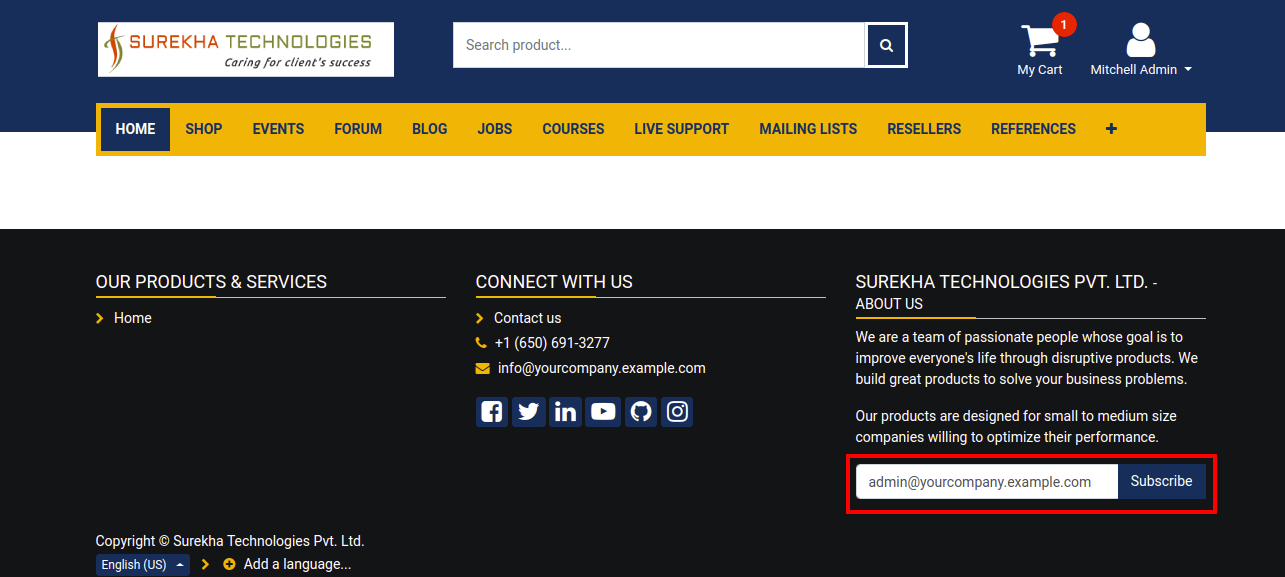 SUREKHA TECHNOLOGIES
Caring for client's success
Search product...
1
My Cart
Mitchell Admin
HOME SHOP EVENTS FORUM BLOG JOBS COURSES LIVE SUPPORT MAILING LISTS RESELLERS REFERENCES +
OUR PRODUCTS & SERVICES
Home
CONNECT WITH US
Contact us
+1 (650) 691-3277
info@yourcompany.example.com
SUREKHA TECHNOLOGIES PVT. LTD. -
ABOUT US
We are a team of passionate people whose goal is to
improve everyone's life through disruptive products. We
build great products to solve your business problems.
Our products are designed for small to medium size
companies willing to optimize their performance.
admin@yourcompany.example.com Subscribe
Copyright © Surekha Technologies Pvt. Ltd.
English (US) Add a language...